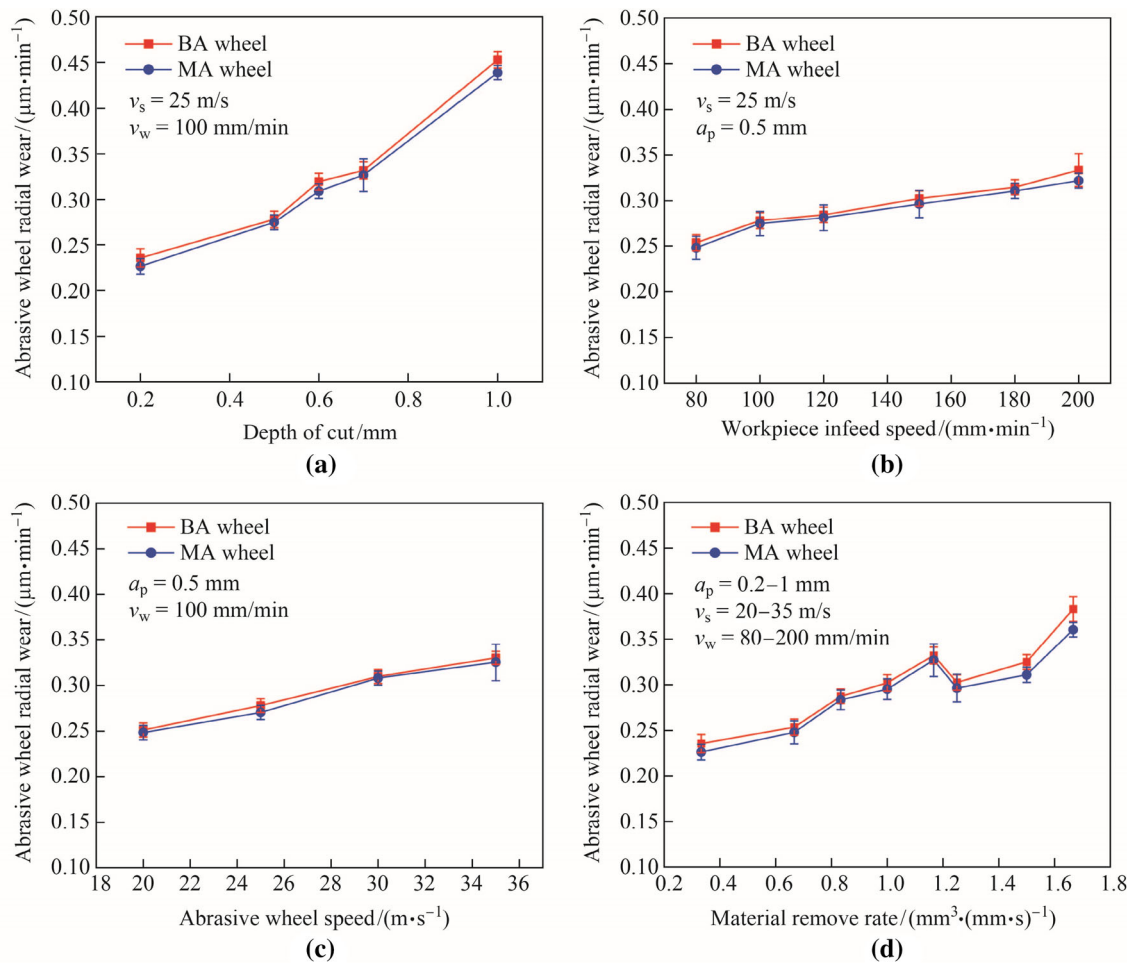 0.50
0.45
0.40
0.35
0.30
0.25
0.20
0.15
0.10
Abrasive wheel radial wear/(μm•min⁻¹)
BA wheel
MA wheel
vₛ = 25 m/s
v_w = 100 mm/min
0.2 0.4 0.6 0.8 1.0
Depth of cut/mm
(a)
0.50
0.45
0.40
0.35
0.30
0.25
0.20
0.15
0.10
Abrasive wheel radial wear/(μm•min⁻¹)
BA wheel
MA wheel
vₛ = 25 m/s
aₚ = 0.5 mm
80 100 120 140 160 180 200
Workpiece infeed speed/(mm•min⁻¹)
(b)
0.50
0.45
0.40
0.35
0.30
0.25
0.20
0.15
0.10
Abrasive wheel radial wear/(μm•min⁻¹)
BA wheel
MA wheel
aₚ = 0.5 mm
v_w = 100 mm/min
18 20 22 24 26 28 30 32 34 36
Abrasive wheel speed/(m•s⁻¹)
(c)
0.50
0.45
0.40
0.35
0.30
0.25
0.20
0.15
0.10
Abrasive wheel radial wear/(μm•min⁻¹)
BA wheel
MA wheel
aₚ = 0.2–1 mm
vₛ = 20–35 m/s
v_w = 80–200 mm/min
0.2 0.4 0.6 0.8 1.0 1.2 1.4 1.6 1.8
Material remove rate/(mm³•(mm•s)⁻¹)
(d)